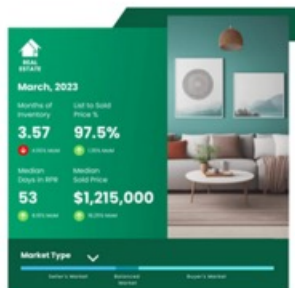 REAL
ESTATE
March, 2023
Months of
Inventory
3.57
List to Sold
Price %
97.5%
Median
Days in RPR
53
Median
Sold Price
$1,215,000
Market Type
Seller's Market
Balanced
Market
Buyer's Market